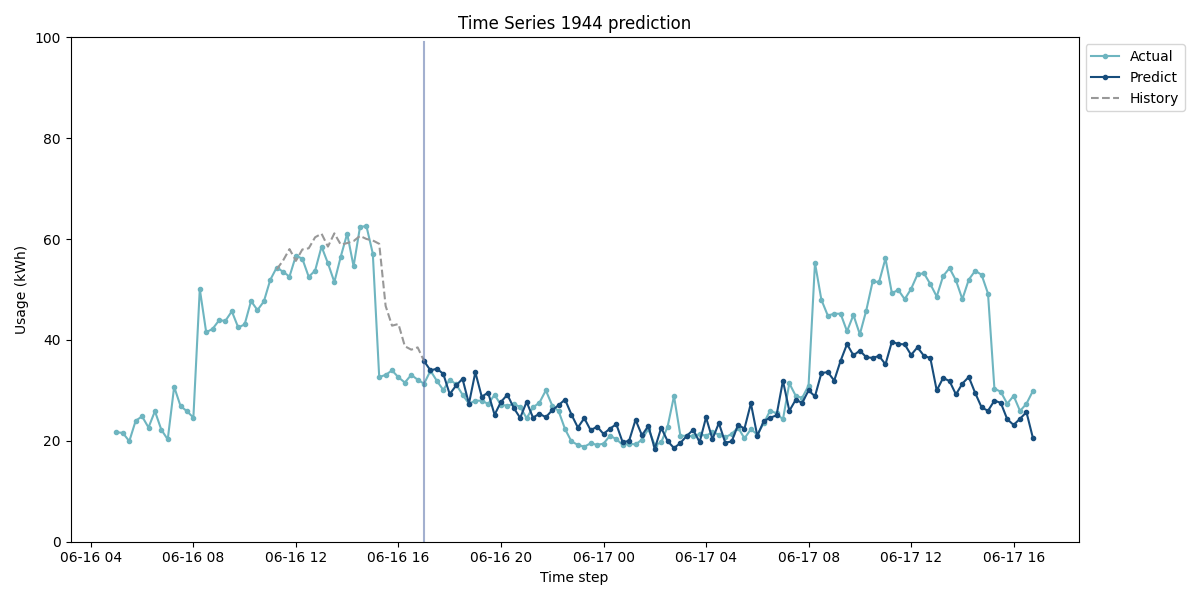 Time Series 1944 prediction
100
80
60
40
20
0
Usage (kWh)
06-16 04 06-16 08 06-16 12 06-16 16 06-16 20 06-17 00 06-17 04 06-17 08 06-17 12 06-17 16
Time step
Actual
Predict
History